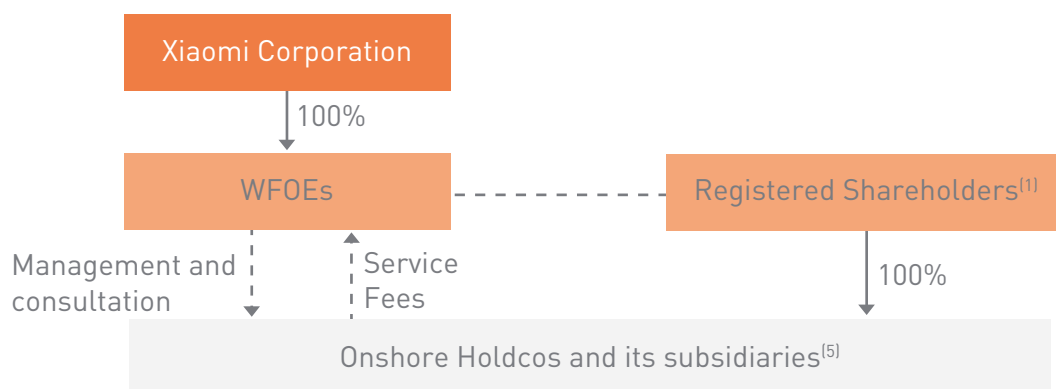 Xiaomi Corporation
100%
WFOEs
Registered Shareholders(1)
Management and
consultation
Service
Fees
100%
Onshore Holdcos and its subsidiaries(5)